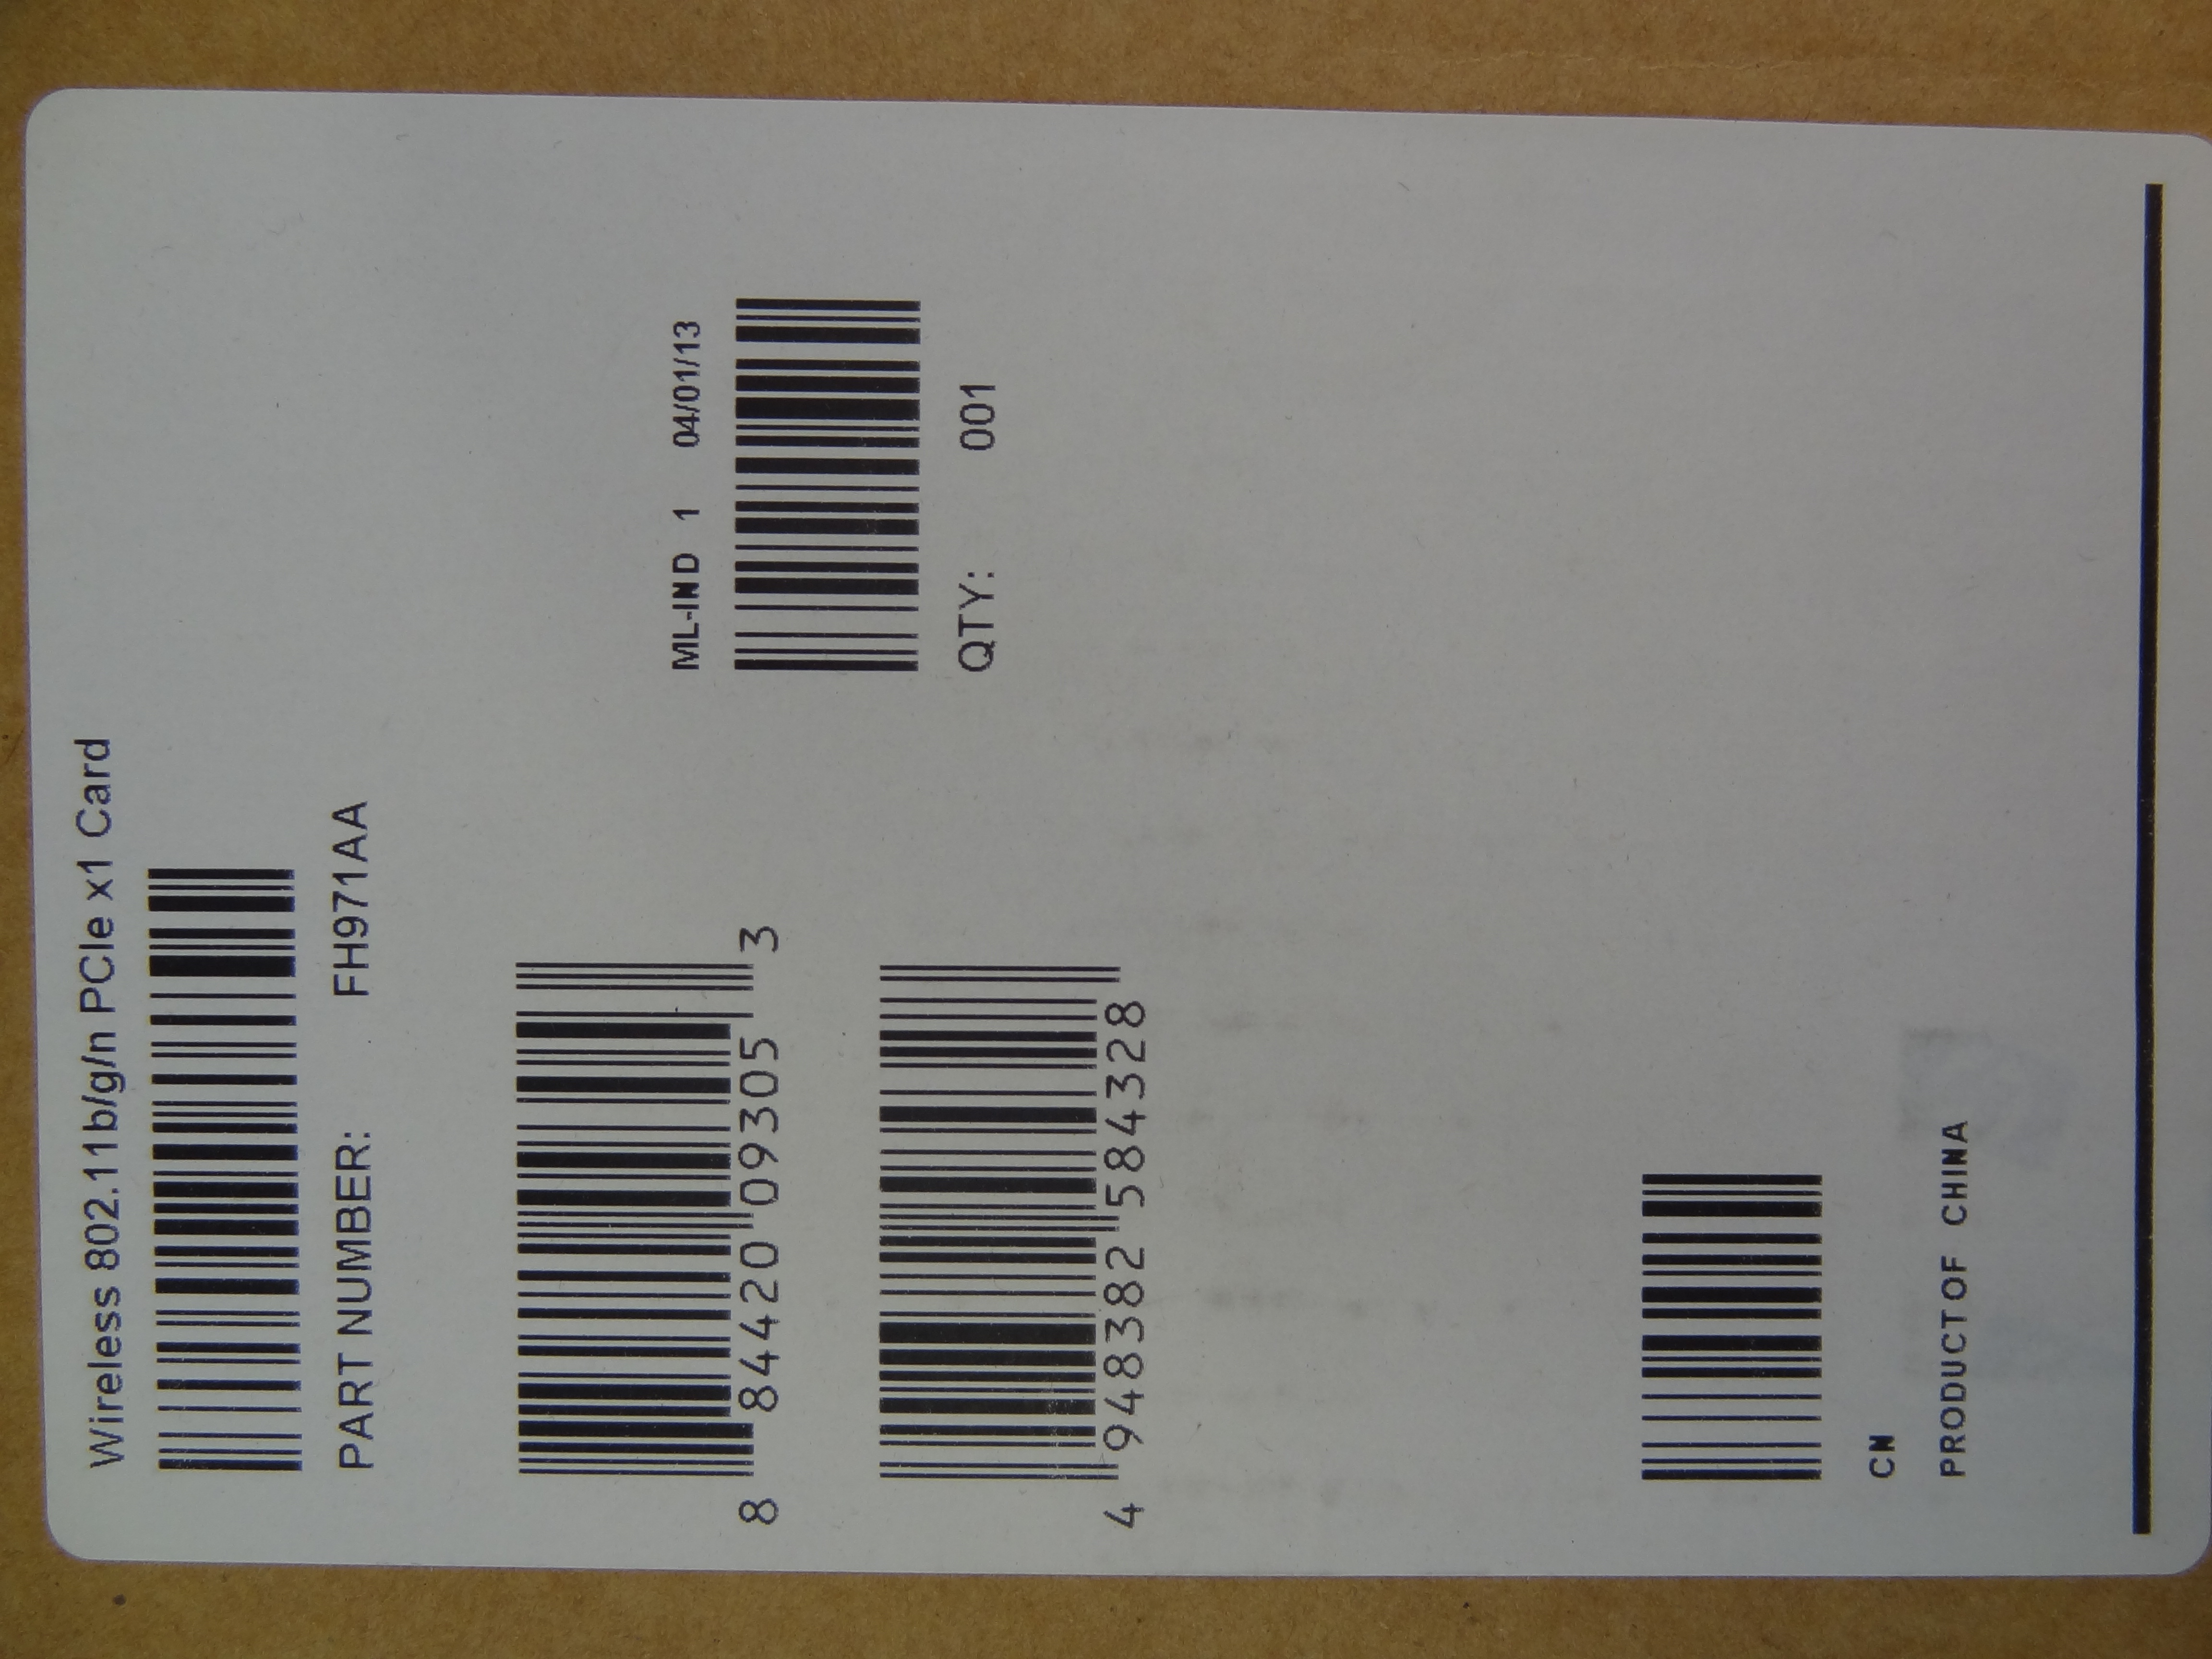 Wireless 802.11b/g/n PCIe x1 Card
PART NUMBER: FH971AA
ML-IND 1 04/01/13
QTY: 001
8 84420 09305 3
4 948382 584328
CN
PRODUCT OF CHINA